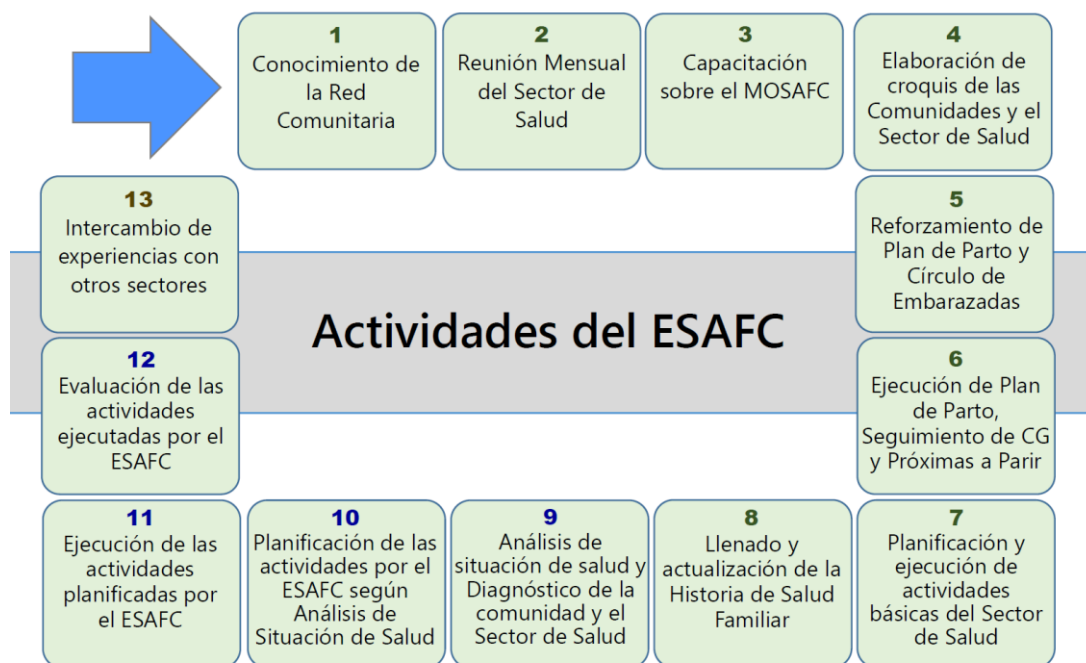 1
Conocimiento de
la Red
Comunitaria
2
Reunión Mensual
del Sector de
Salud
3
Capacitación
sobre el MOSAFC
4
Elaboración de
croquis de las
Comunidades y el
Sector de Salud
13
Intercambio de
experiencias con
otros sectores
5
Reforzamiento de
Plan de Parto y
Círculo de
Embarazadas
Actividades del ESAFC
12
Evaluación de las
actividades
ejecutadas por el
ESAFC
6
Ejecución de Plan
de Parto,
Seguimiento de CG
y Próximas a Parir
11
Ejecución de las
actividades
planificadas por
el ESAFC
10
Planificación de las
actividades por el
ESAFC según
Análisis de
Situación de Salud
9
Análisis de
situación de salud y
Diagnóstico de la
comunidad y el
Sector de Salud
8
Llenado y
actualización de la
Historia de Salud
Familiar
7
Planificación y
ejecución de
actividades
básicas del Sector
de Salud